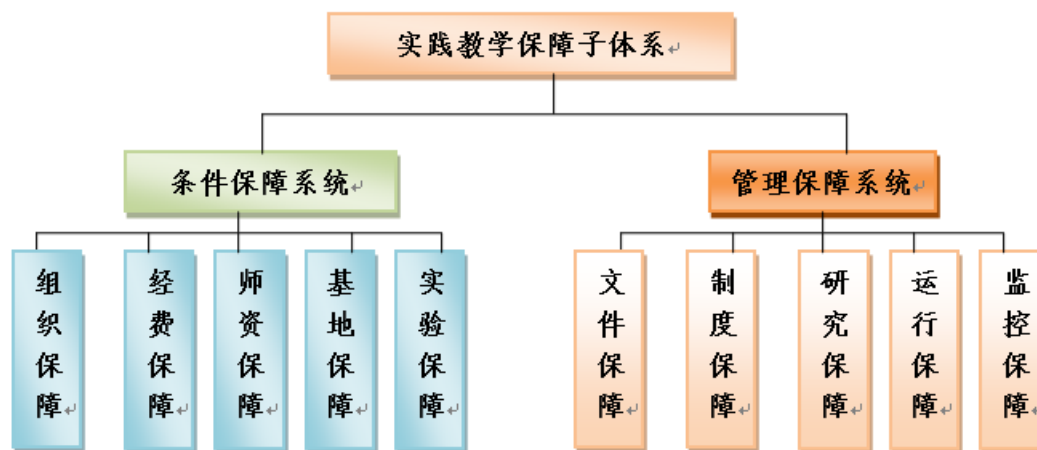 实践教学保障子体系
条件保障系统
管理保障系统
组织保障
经费保障
师资保障
基地保障
实验保障
文件保障
制度保障
研究保障
运行保障
监控保障